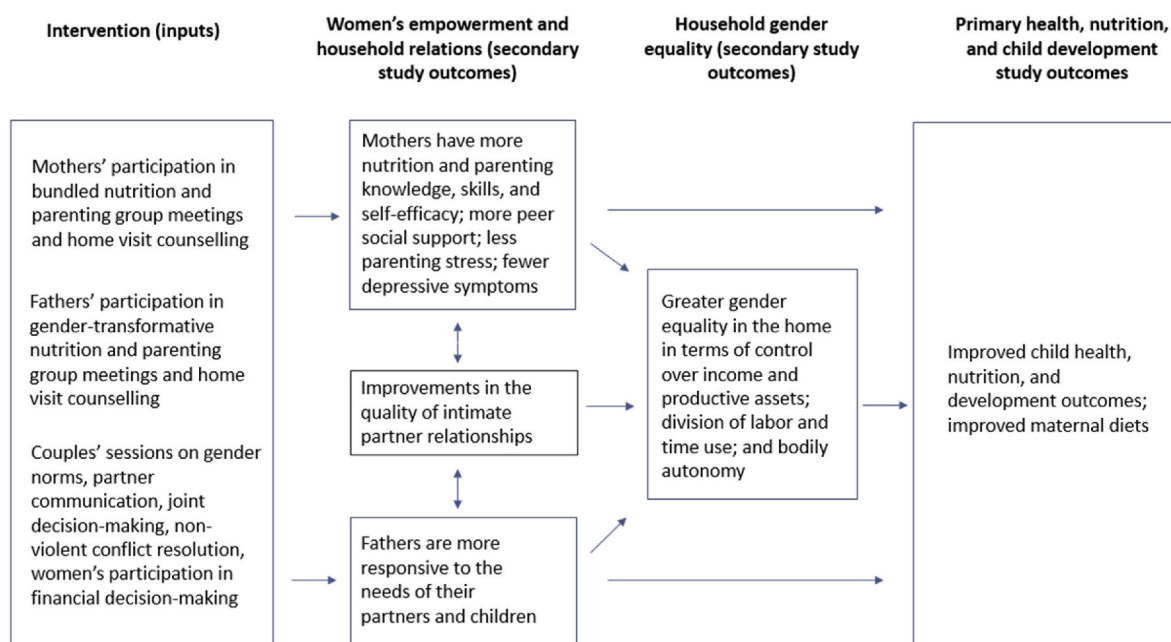 Intervention (inputs)
Women’s empowerment and
household relations (secondary
study outcomes)
Household gender
equality (secondary study
outcomes)
Primary health, nutrition,
and child development
study outcomes
Mothers’ participation in
bundled nutrition and
parenting group meetings
and home visit counselling
Fathers’ participation in
gender-transformative
nutrition and parenting
group meetings and home
visit counselling
Couples’ sessions on gender
norms, partner
communication, joint
decision-making, non-
violent conflict resolution,
women’s participation in
financial decision-making
Mothers have more
nutrition and parenting
knowledge, skills, and
self-efficacy; more peer
social support; less
parenting stress; fewer
depressive symptoms
Improvements in the
quality of intimate
partner relationships
Fathers are more
responsive to the
needs of their
partners and children
Greater gender
equality in the home
in terms of control
over income and
productive assets;
division of labor and
time use; and bodily
autonomy
Improved child health,
nutrition, and
development outcomes;
improved maternal diets